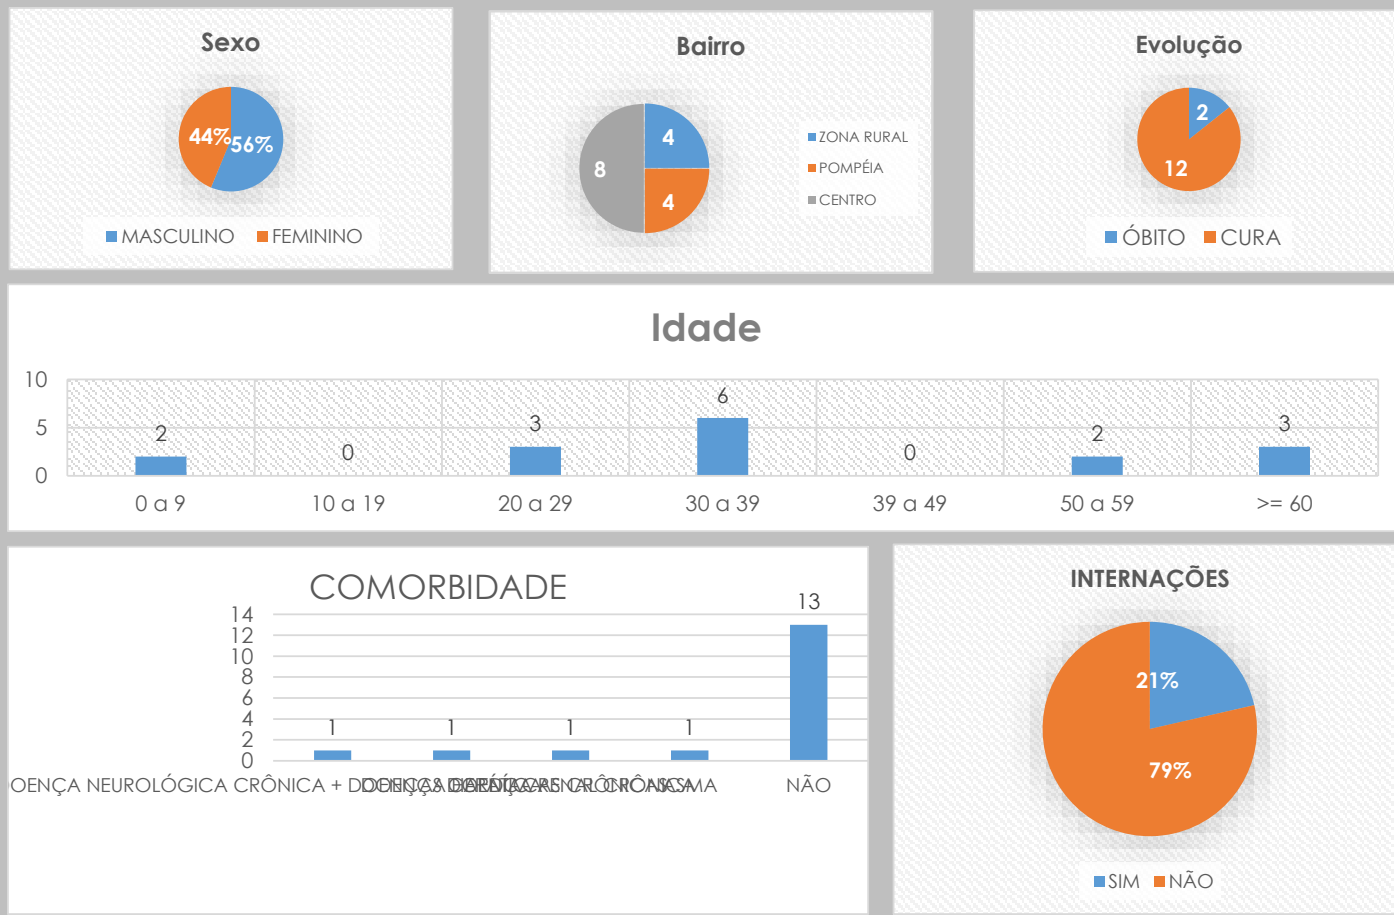 Sexo
44%
56%
MASCULINO FEMININO
Bairro
4
8
4
ZONA RURAL
POMPÉIA
CENTRO
Evolução
2
12
ÓBITO CURA
Idade
10
5
0
2
0
3
6
0
2
3
0 a 9
10 a 19
20 a 29
30 a 39
39 a 49
50 a 59
>= 60
COMORBIDADE
14
12
10
8
6
4
2
0
1
1
1
1
13
OENÇA NEUROLÓGICA CRÔNICA +
NÃO
INTERNAÇÕES
21%
79%
SIM NÃO